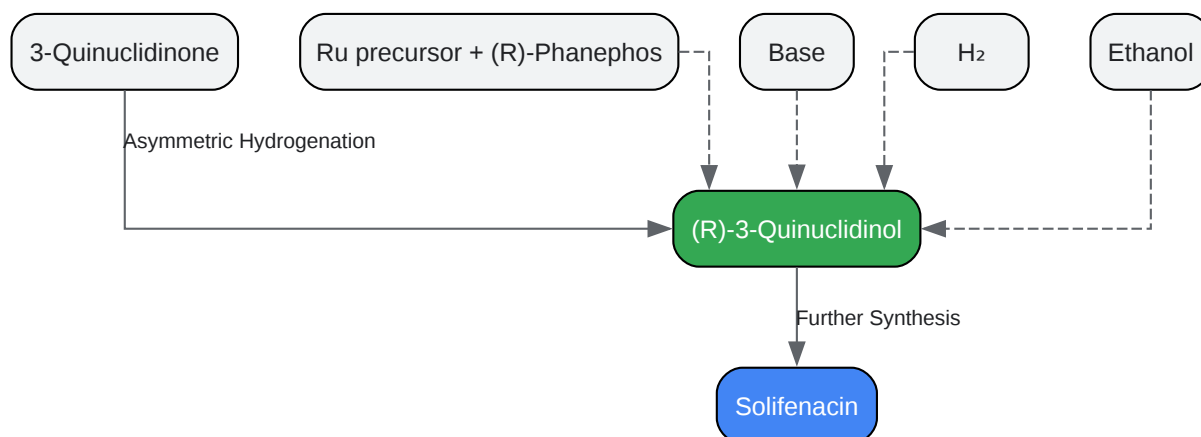 3-Quinuclidinone
Ru precursor + (R)-Phanephos
Base
H₂
Ethanol
Asymmetric Hydrogenation
(R)-3-Quinuclidinol
Further Synthesis
Solifenacin